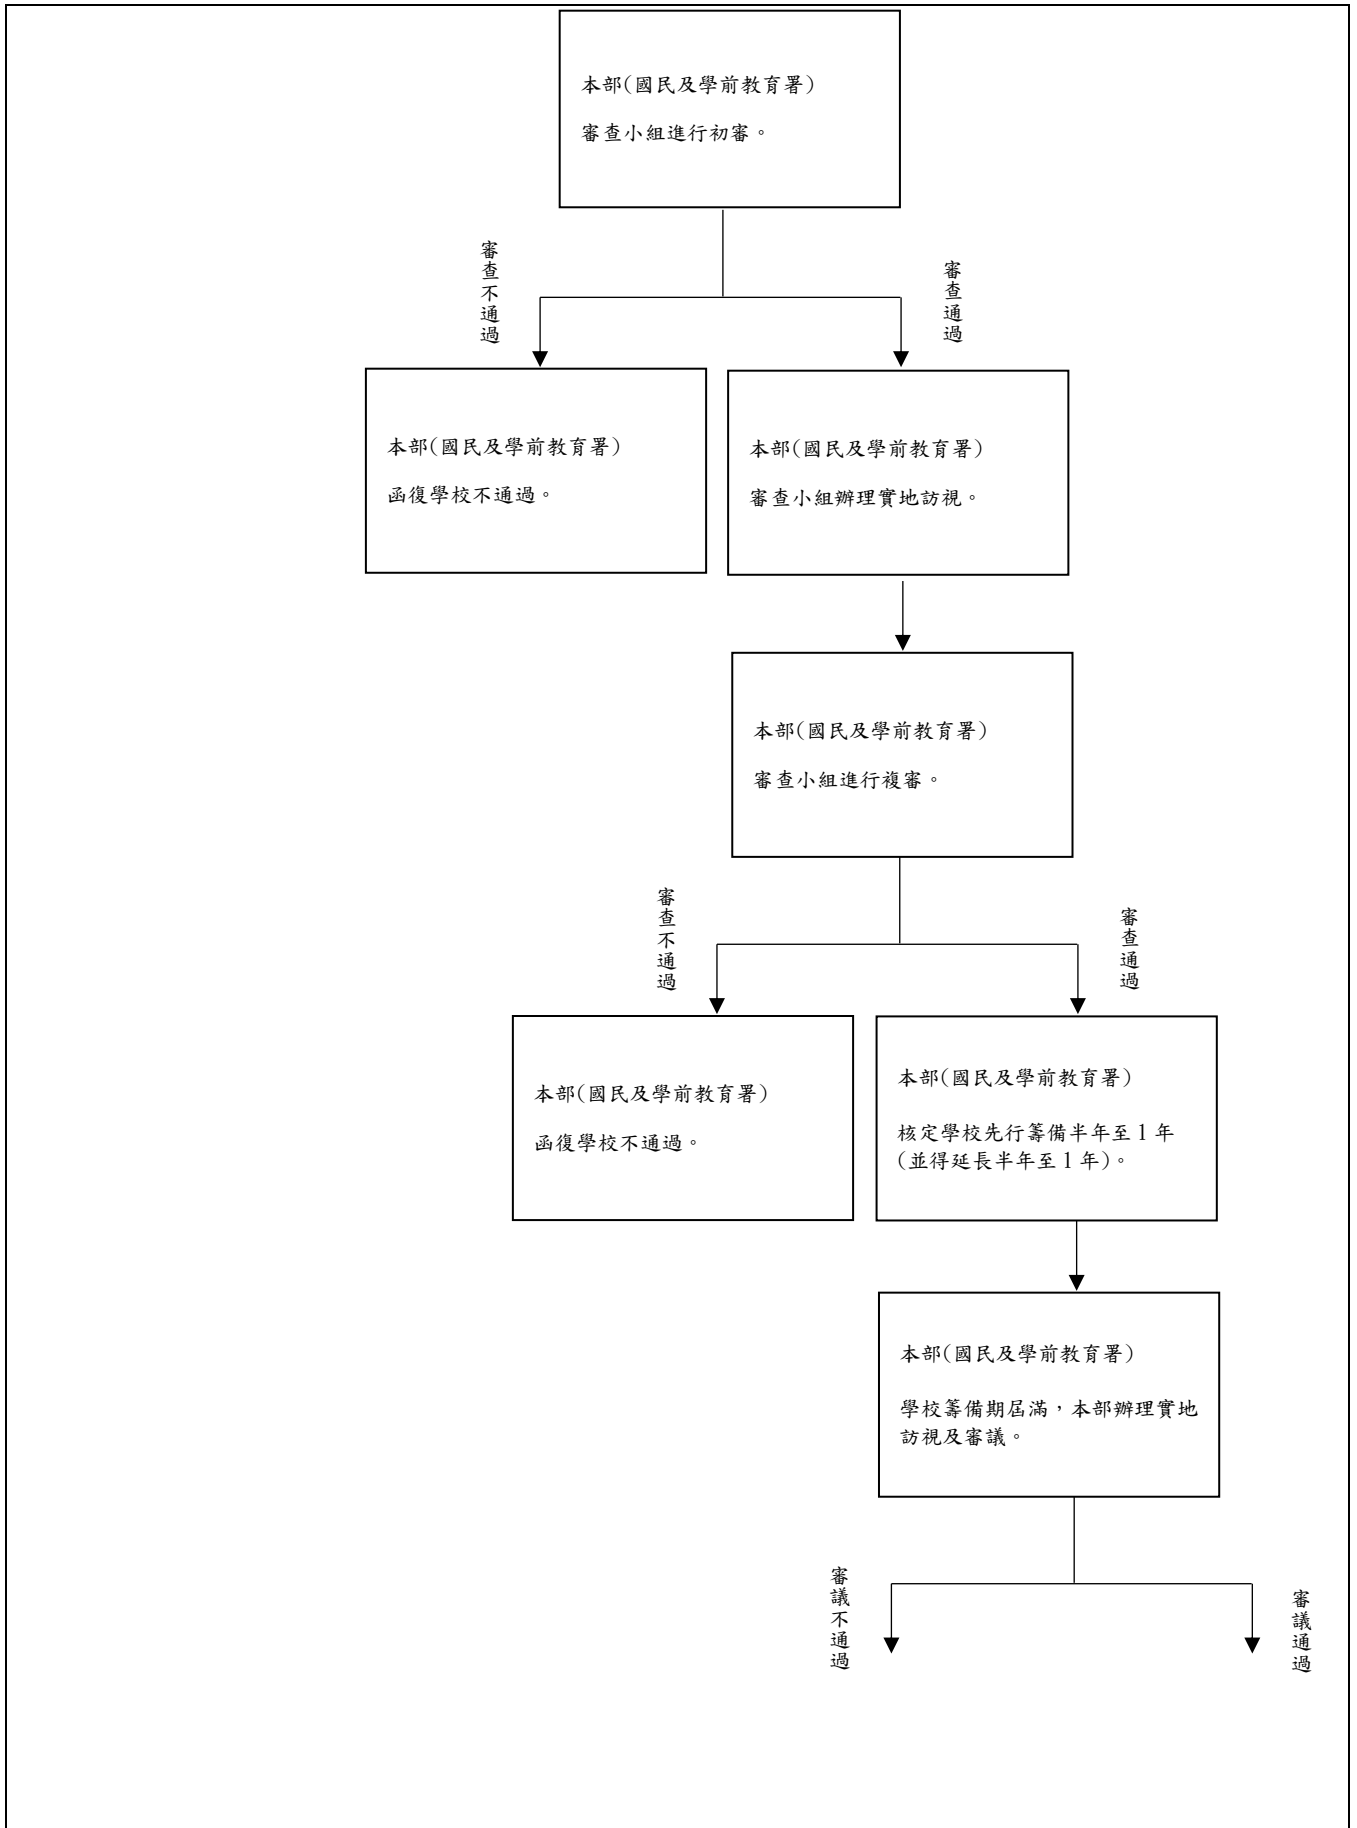 本部(國民及學前教育署)
審查小組進行初審。
審查不通過
審查通過
本部(國民及學前教育署)
函復學校不通過。
本部(國民及學前教育署)
審查小組辦理實地訪視。
本部(國民及學前教育署)
審查小組進行複審。
審查不通過
審查通過
本部(國民及學前教育署)
函復學校不通過。
本部(國民及學前教育署)
核定學校先行籌備半年至 1 年
(並得延長半年至 1 年)。
本部(國民及學前教育署)
學校籌備期屆滿，本部辦理實地
訪視及審議。
審議不通過
審議通過